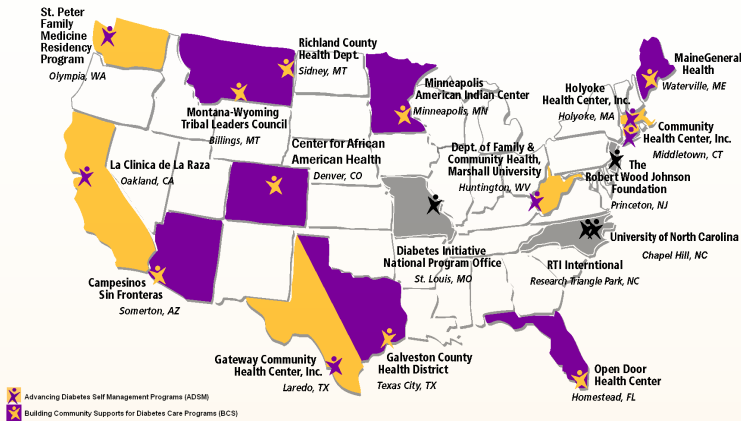 St. Peter
Family
Medicine
Residency
Program
Olympia, WA
Richland County
Health Dept.
Sidney, MT
Montana-Wyoming
Tribal Leaders Council
Billings, MT
Minneapolis
American Indian Center
Minneapolis, MN
MaineGeneral
Health
Waterville, ME
Holyoke
Health Center, Inc.
Holyoke, MA
Community
Health Center, Inc.
Middletown, CT
La Clinica de La Raza
Oakland, CA
Center for African
American Health
Denver, CO
Dept. of Family &
Community Health,
Marshall University
Huntington, WV
The
Robert Wood Johnson
Foundation
Princeton, NJ
University of North Carolina
Chapel Hill, NC
Diabetes Initiative
National Program Office
St. Louis, MO
RTI Interntional
Research Triangle Park, NC
Campesinos
Sin Fronteras
Somerton, AZ
Gateway Community
Health Center, Inc.
Laredo, TX
Galveston County
Health District
Texas City, TX
Open Door
Health Center
Homestead, FL
Advancing Diabetes Self Management Programs (ADSM)
Building Community Supports for Diabetes Care Programs (BCS)